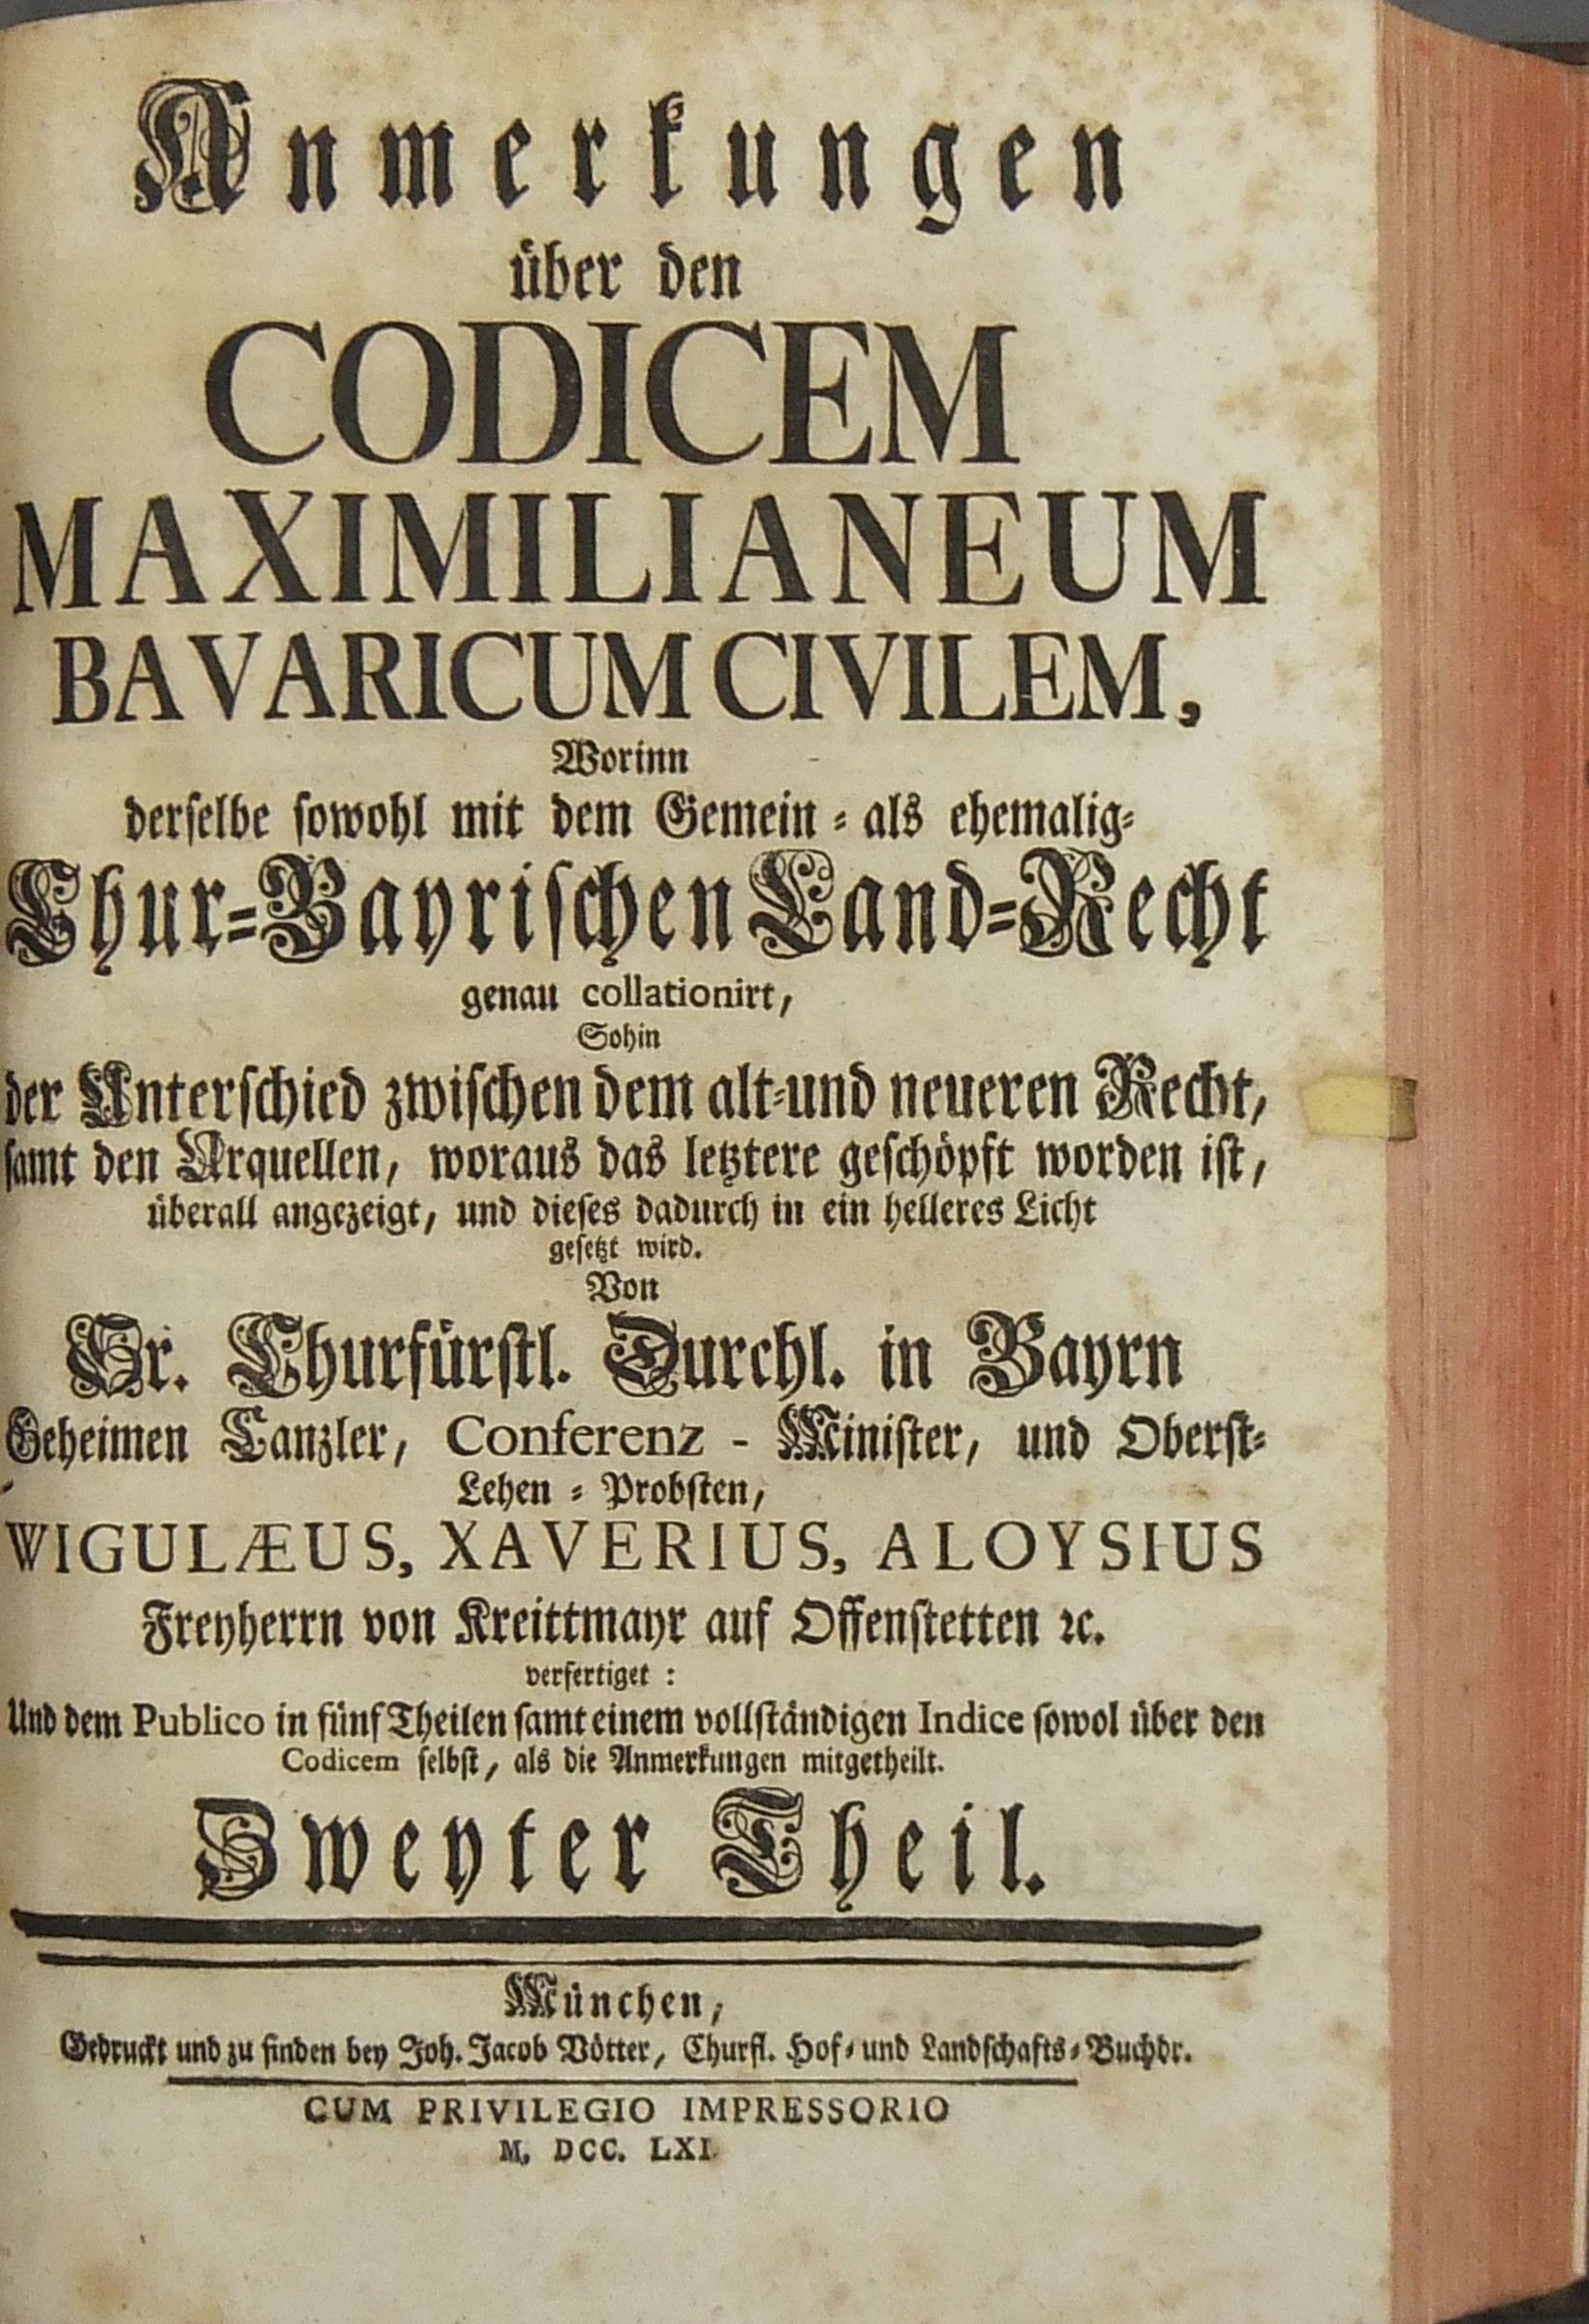 Anmerkungen
über den
CODICEM
MAXIMILIANEUM
BAVARICUM CIVILEM,
Worinn
derselbe sowohl mit dem Gemein - als ehemalig-
Chur-Bayrischen Land-Recht
genau collationirt,
Sohin
der Unterschied zwischen dem alt-und neueren Recht,
samt den Urquellen, woraus das letztere geschöpft worden ist,
überall angezeigt, und dieses dadurch in ein helleres Licht
gesetzt wird.
Von
Sr. Churfürstl. Durchl. in Bayrn
Geheimen Canzler, Conferenz - Minister, und Oberst-
Lehen - Probsten,
WIGULÆUS, XAVERIUS, ALOYSIUS
Freyherrn von Kreittmayr auf Offenstetten ꝛc.
verfertiget :
Und dem Publico in fünf Theilen samt einem vollständigen Indice sowol über den
Codicem selbst, als die Anmerkungen mitgetheilt.
Zweyter Theil.
München,
Gedruckt und zu finden bey Joh. Jacob Vötter, Churfl. Hof- und Landschafts-Buchdr.
CUM PRIVILEGIO IMPRESSORIO
M. DCC. LXI.